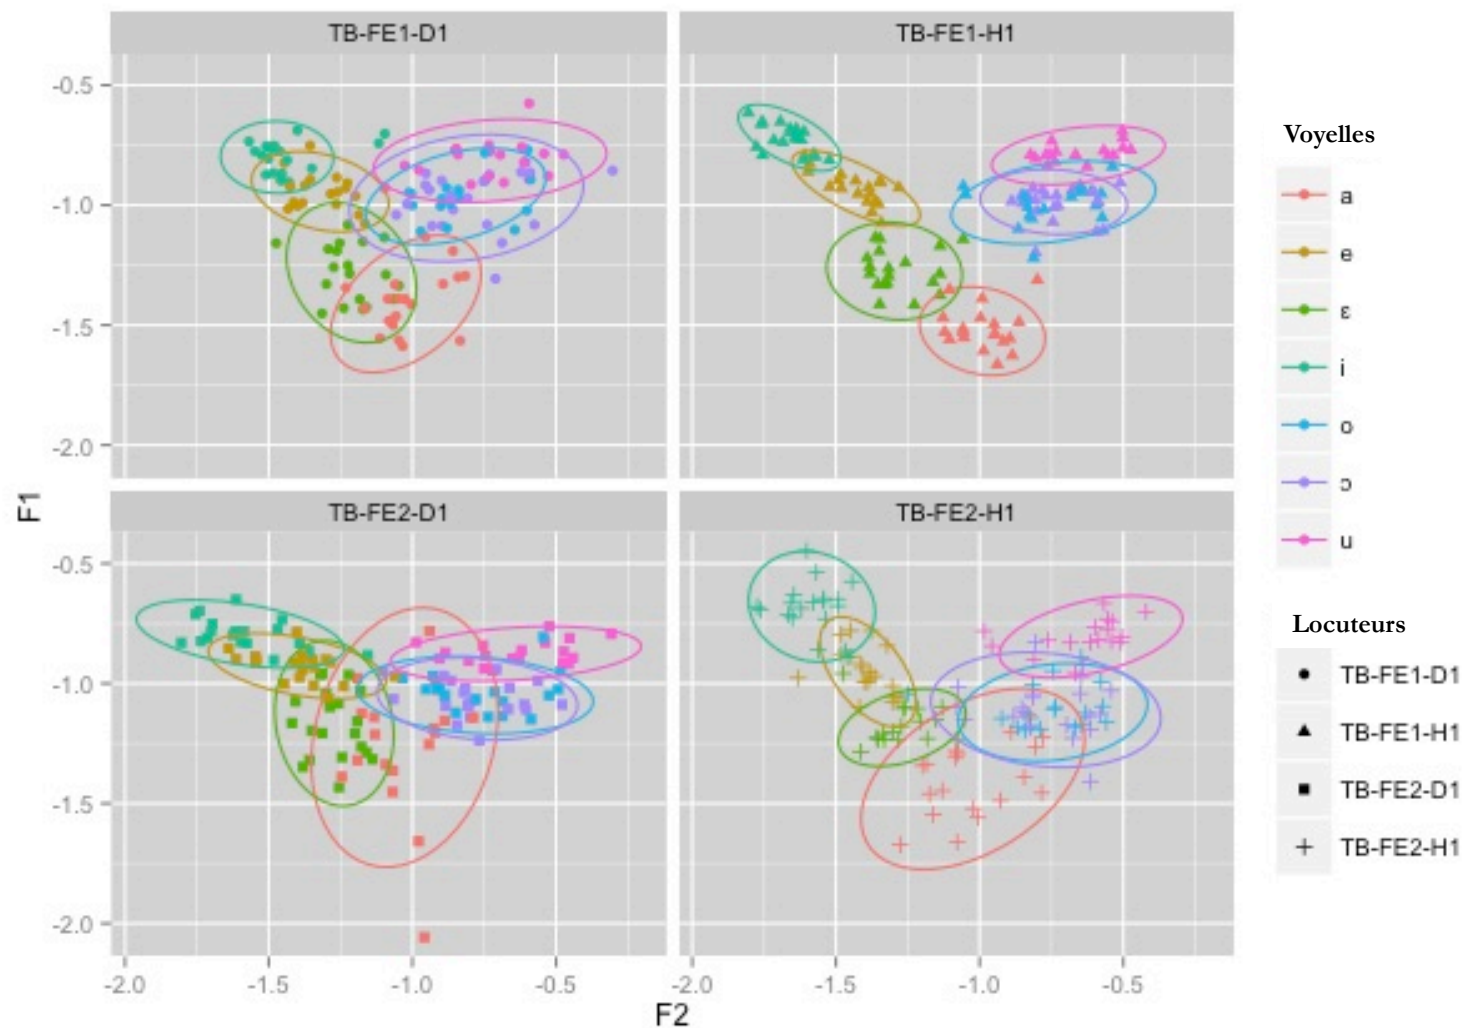 TB-FE1-D1
TB-FE1-H1
-0.5
-1.0
-1.5
-2.0
F1
TB-FE2-D1
TB-FE2-H1
-0.5
-1.0
-1.5
-2.0
-2.0 -1.5 -1.0 -0.5
-2.0 -1.5 -1.0 -0.5
F2
Voyelles
a
e
ɛ
i
o
ɔ
u
Locuteurs
TB-FE1-D1
TB-FE1-H1
TB-FE2-D1
TB-FE2-H1